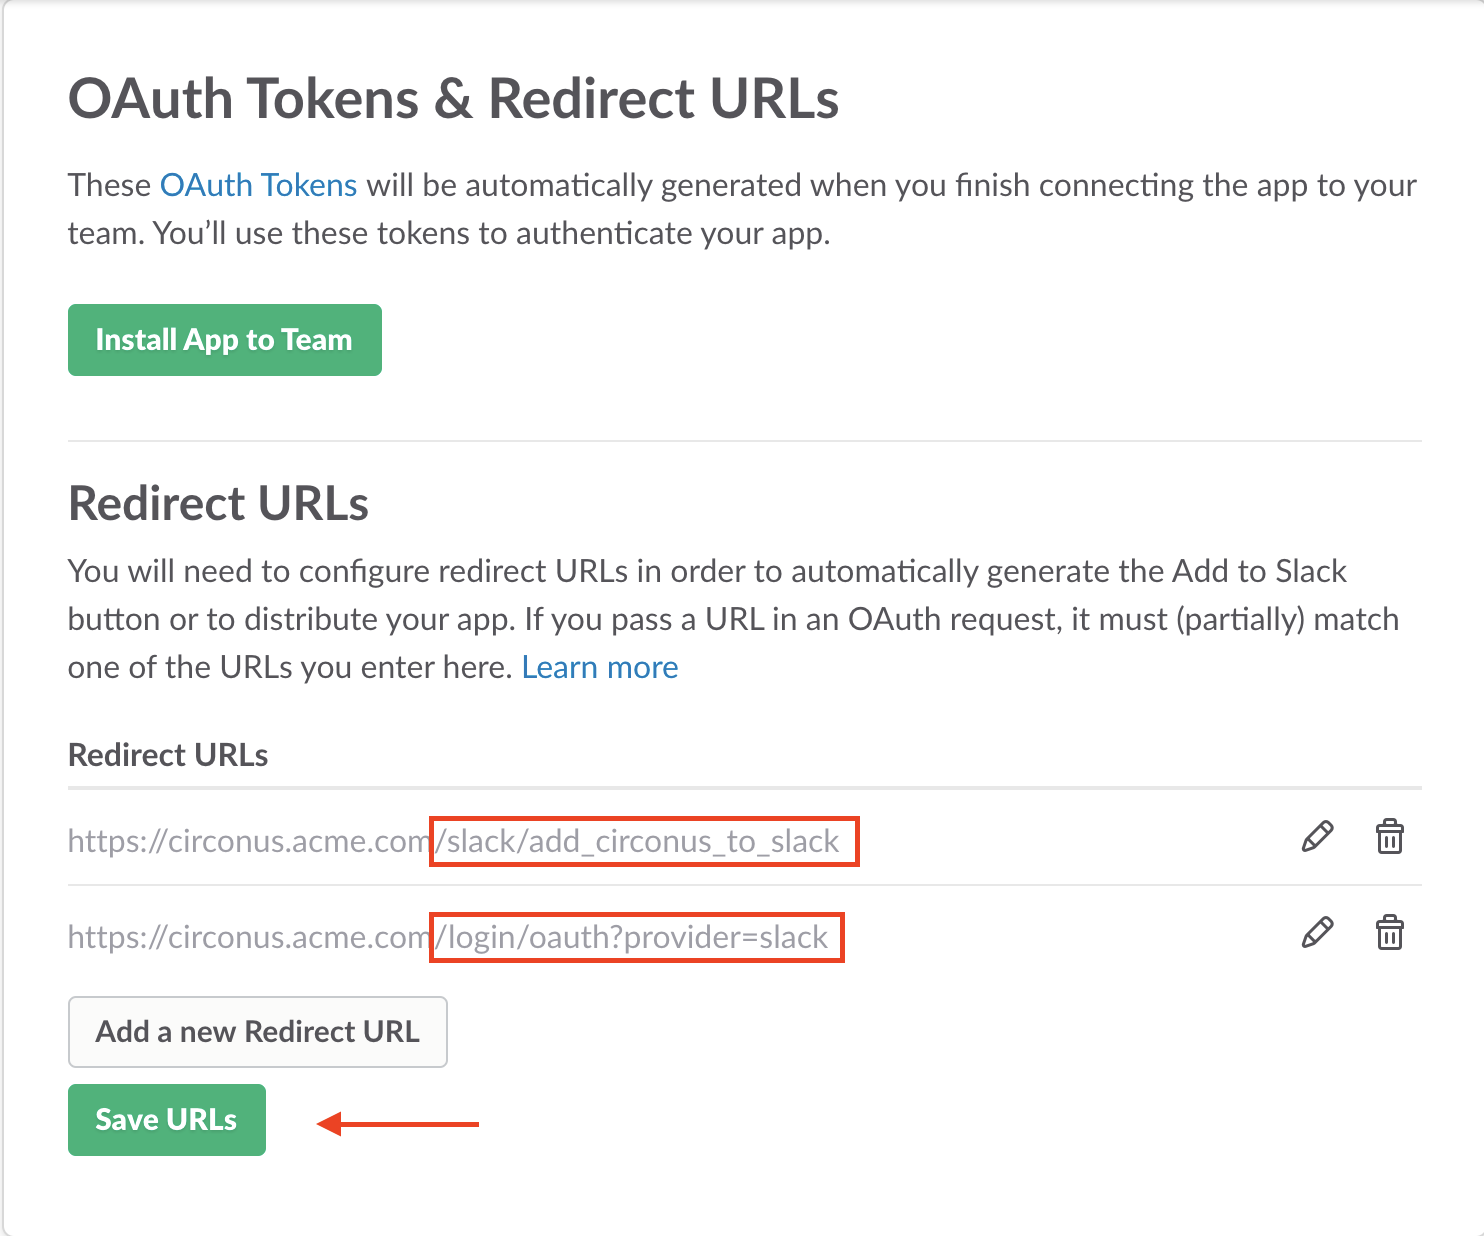 OAuth Tokens & Redirect URLs
These OAuth Tokens will be automatically generated when you finish connecting the app to your
team. You’ll use these tokens to authenticate your app.
Install App to Team
Redirect URLs
You will need to configure redirect URLs in order to automatically generate the Add to Slack
button or to distribute your app. If you pass a URL in an OAuth request, it must (partially) match
one of the URLs you enter here. Learn more
Redirect URLs
https://circonus.acme.com/slack/add_circonus_to_slack
https://circonus.acme.com/login/oauth?provider=slack
Add a new Redirect URL
Save URLs